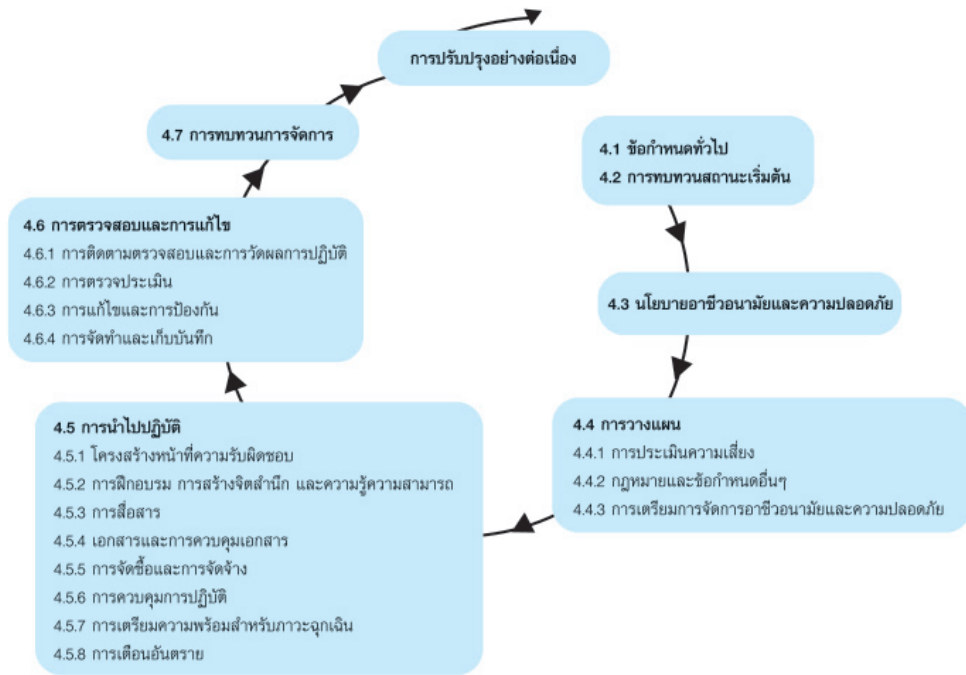 การปรับปรุงอย่างต่อเนื่อง
4.7 การทบทวนการจัดการ
4.1 ข้อกำหนดทั่วไป
4.2 การทบทวนสถานะเริ่มต้น
4.6 การตรวจสอบและการแก้ไข
4.6.1 การติดตามตรวจสอบและการวัดผลการปฏิบัติ
4.6.2 การตรวจประเมิน
4.6.3 การแก้ไขและการป้องกัน
4.6.4 การจัดทำและเก็บบันทึก
4.3 นโยบายอาชีวอนามัยและความปลอดภัย
4.4 การวางแผน
4.4.1 การประเมินความเสี่ยง
4.4.2 กฎหมายและข้อกำหนดอื่นๆ
4.4.3 การเตรียมการจัดการอาชีวอนามัยและความปลอดภัย
4.5 การนำไปปฏิบัติ
4.5.1 โครงสร้างหน้าที่ความรับผิดชอบ
4.5.2 การฝึกอบรม การสร้างจิตสำนึก และความรู้ความสามารถ
4.5.3 การสื่อสาร
4.5.4 เอกสารและการควบคุมเอกสาร
4.5.5 การจัดซื้อและการจัดจ้าง
4.5.6 การควบคุมการปฏิบัติ
4.5.7 การเตรียมความพร้อมสำหรับภาวะฉุกเฉิน
4.5.8 การเตือนอันตราย